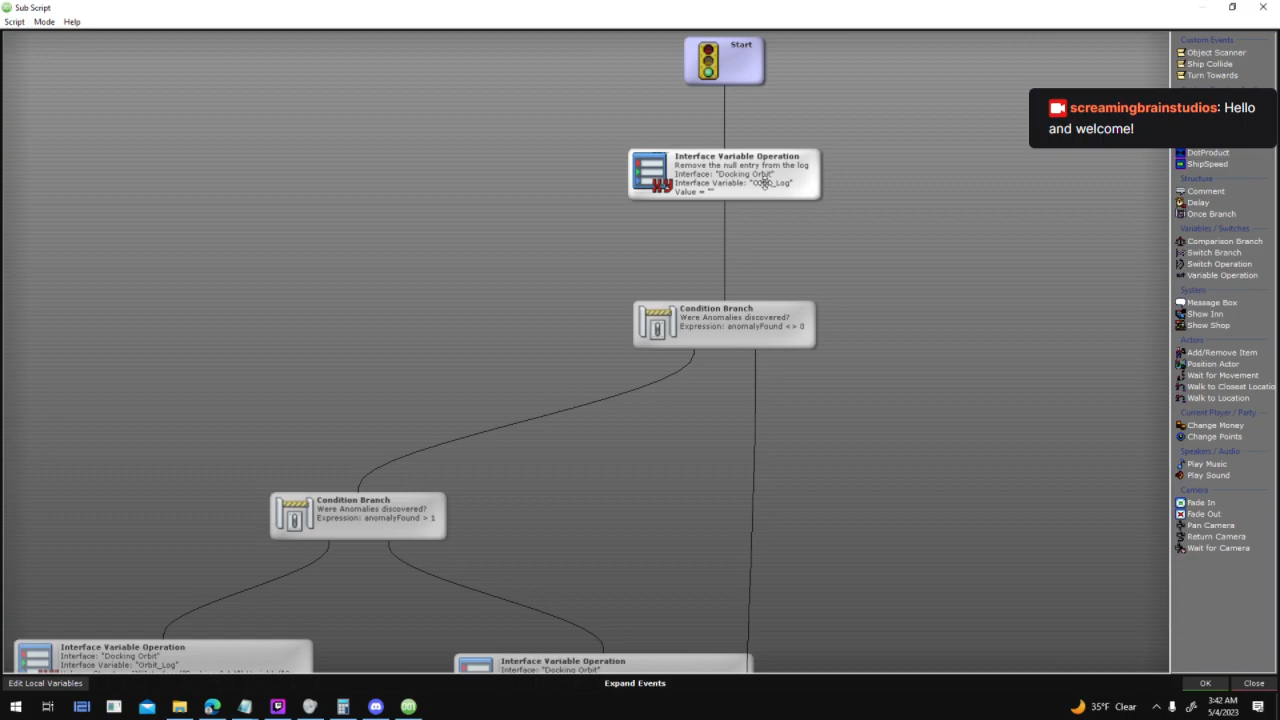 Sub Script
Script Mode Help
Start
Interface Variable Operation
Remove the null entry from the log
Interface: "Docking Orbit"
Interface Variable: "Orbit_Log"
Value = ""
Condition Branch
Were Anomalies discovered?
Expression: anomalyFound <> 0
Condition Branch
Were Anomalies discovered?
Expression: anomalyFound > 1
Interface Variable Operation
Interface: "Docking Orbit"
Interface Variable: "Orbit_Log"
Interface Variable Operation
Interface: "Docking Orbit"
Custom Events
Object Scanner
Ship Collide
Turn Towards
screamingbrainstudios: Hello
and welcome!
DotProduct
ShipSpeed
Structure
Comment
Delay
Once Branch
Variables / Switches
Comparison Branch
Switch Branch
Switch Operation
Variable Operation
System
Message Box
Show Inn
Show Shop
Actors
Add/Remove Item
Position Actor
Wait for Movement
Walk to Closest Locatio
Walk to Location
Current Player / Party
Change Money
Change Points
Speakers / Audio
Play Music
Play Sound
Camera
Fade In
Fade Out
Pan Camera
Return Camera
Wait for Camera
Edit Local Variables
Expand Events
OK
Close
35°F Clear
3:42 AM
5/4/2023